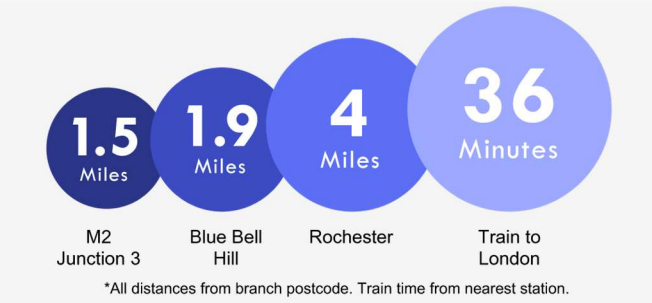 1.5
Miles
1.9
Miles
4
Miles
36
Minutes
M2
Junction 3
Blue Bell
Hill
Rochester
Train to
London
*All distances from branch postcode. Train time from nearest station.